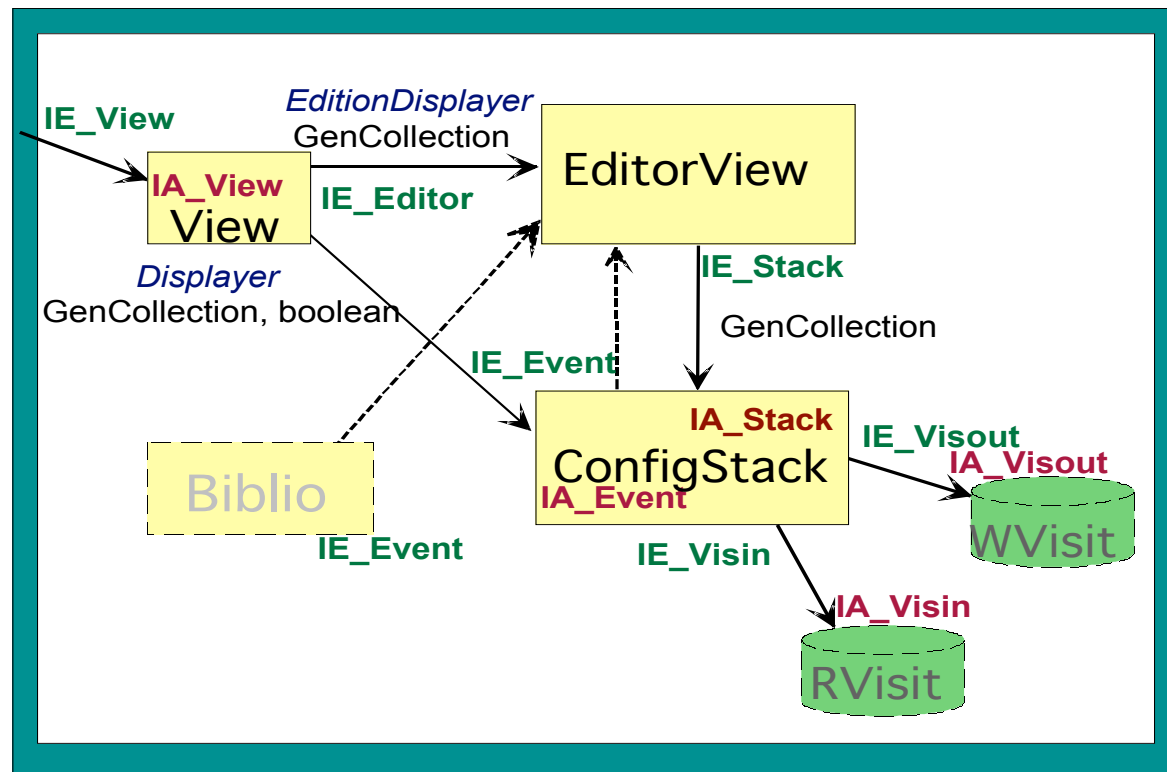 EditionDisplayer
IE_View
GenCollection
EditorView
IA_View
IE_Editor
View
Displayer
IE_Stack
GenCollection, boolean
GenCollection
IE_Event
IA_Stack
IE_Visout
ConfigStack
IA_Visout
Biblio
IA_Event
WVisit
IE_Event
IE_Visin
IA_Visin
RVisit